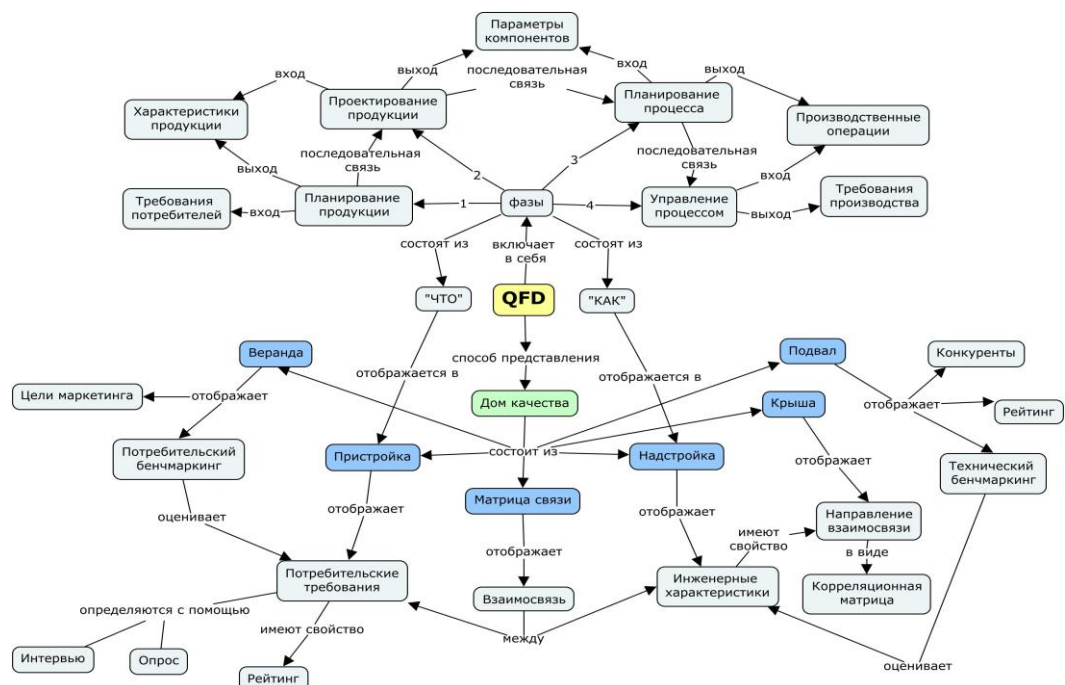 Параметры
компонентов
вход
выход
последовательная
связь
вход
выход
Характеристики
продукции
Проектирование
продукции
Планирование
процесса
Производственные
операции
выход
последовательная
связь
2
3
последовательная
связь
вход
Требования
потребителей
вход
Планирование
продукции
1
фазы
4
Управление
процессом
выход
Требования
производства
состоят из
включает
в себя
состоят из
"ЧТО"
QFD
"КАК"
Веранда
способ представления
Подвал
Конкуренты
отображается в
отображается в
Цели маркетинга
отображает
Дом качества
Крыша
отображает
Рейтинг
Потребительский
бенчмаркинг
Пристройка
состоит из
Надстройка
отображает
Технический
бенчмаркинг
Матрица связи
оценивает
отображает
отображает
Направление
взаимосвязи
имеют
свойство
отображает
в виде
Потребительские
требования
Взаимосвязь
Инженерные
характеристики
Корреляционная
матрица
определяются с помощью
имеют свойство
между
Интервью
Опрос
оценивает
Рейтинг